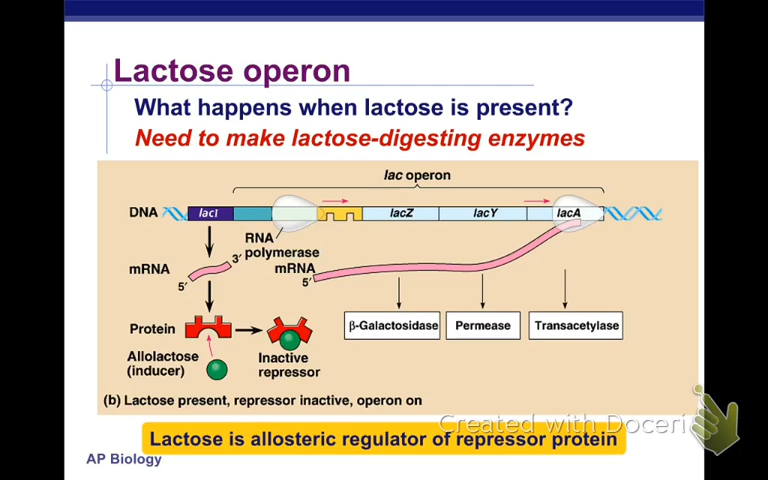 Lactose operon
What happens when lactose is present?
Need to make lactose-digesting enzymes
lac operon
DNA
lacI
lacZ
lacY
lacA
RNA
polymerase
mRNA
3′
5′
mRNA
5′
Protein
β-Galactosidase
Permease
Transacetylase
Allolactose
(inducer)
Inactive
repressor
(b) Lactose present, repressor inactive, operon on
Created with Doceri
Lactose is allosteric regulator of repressor protein
AP Biology